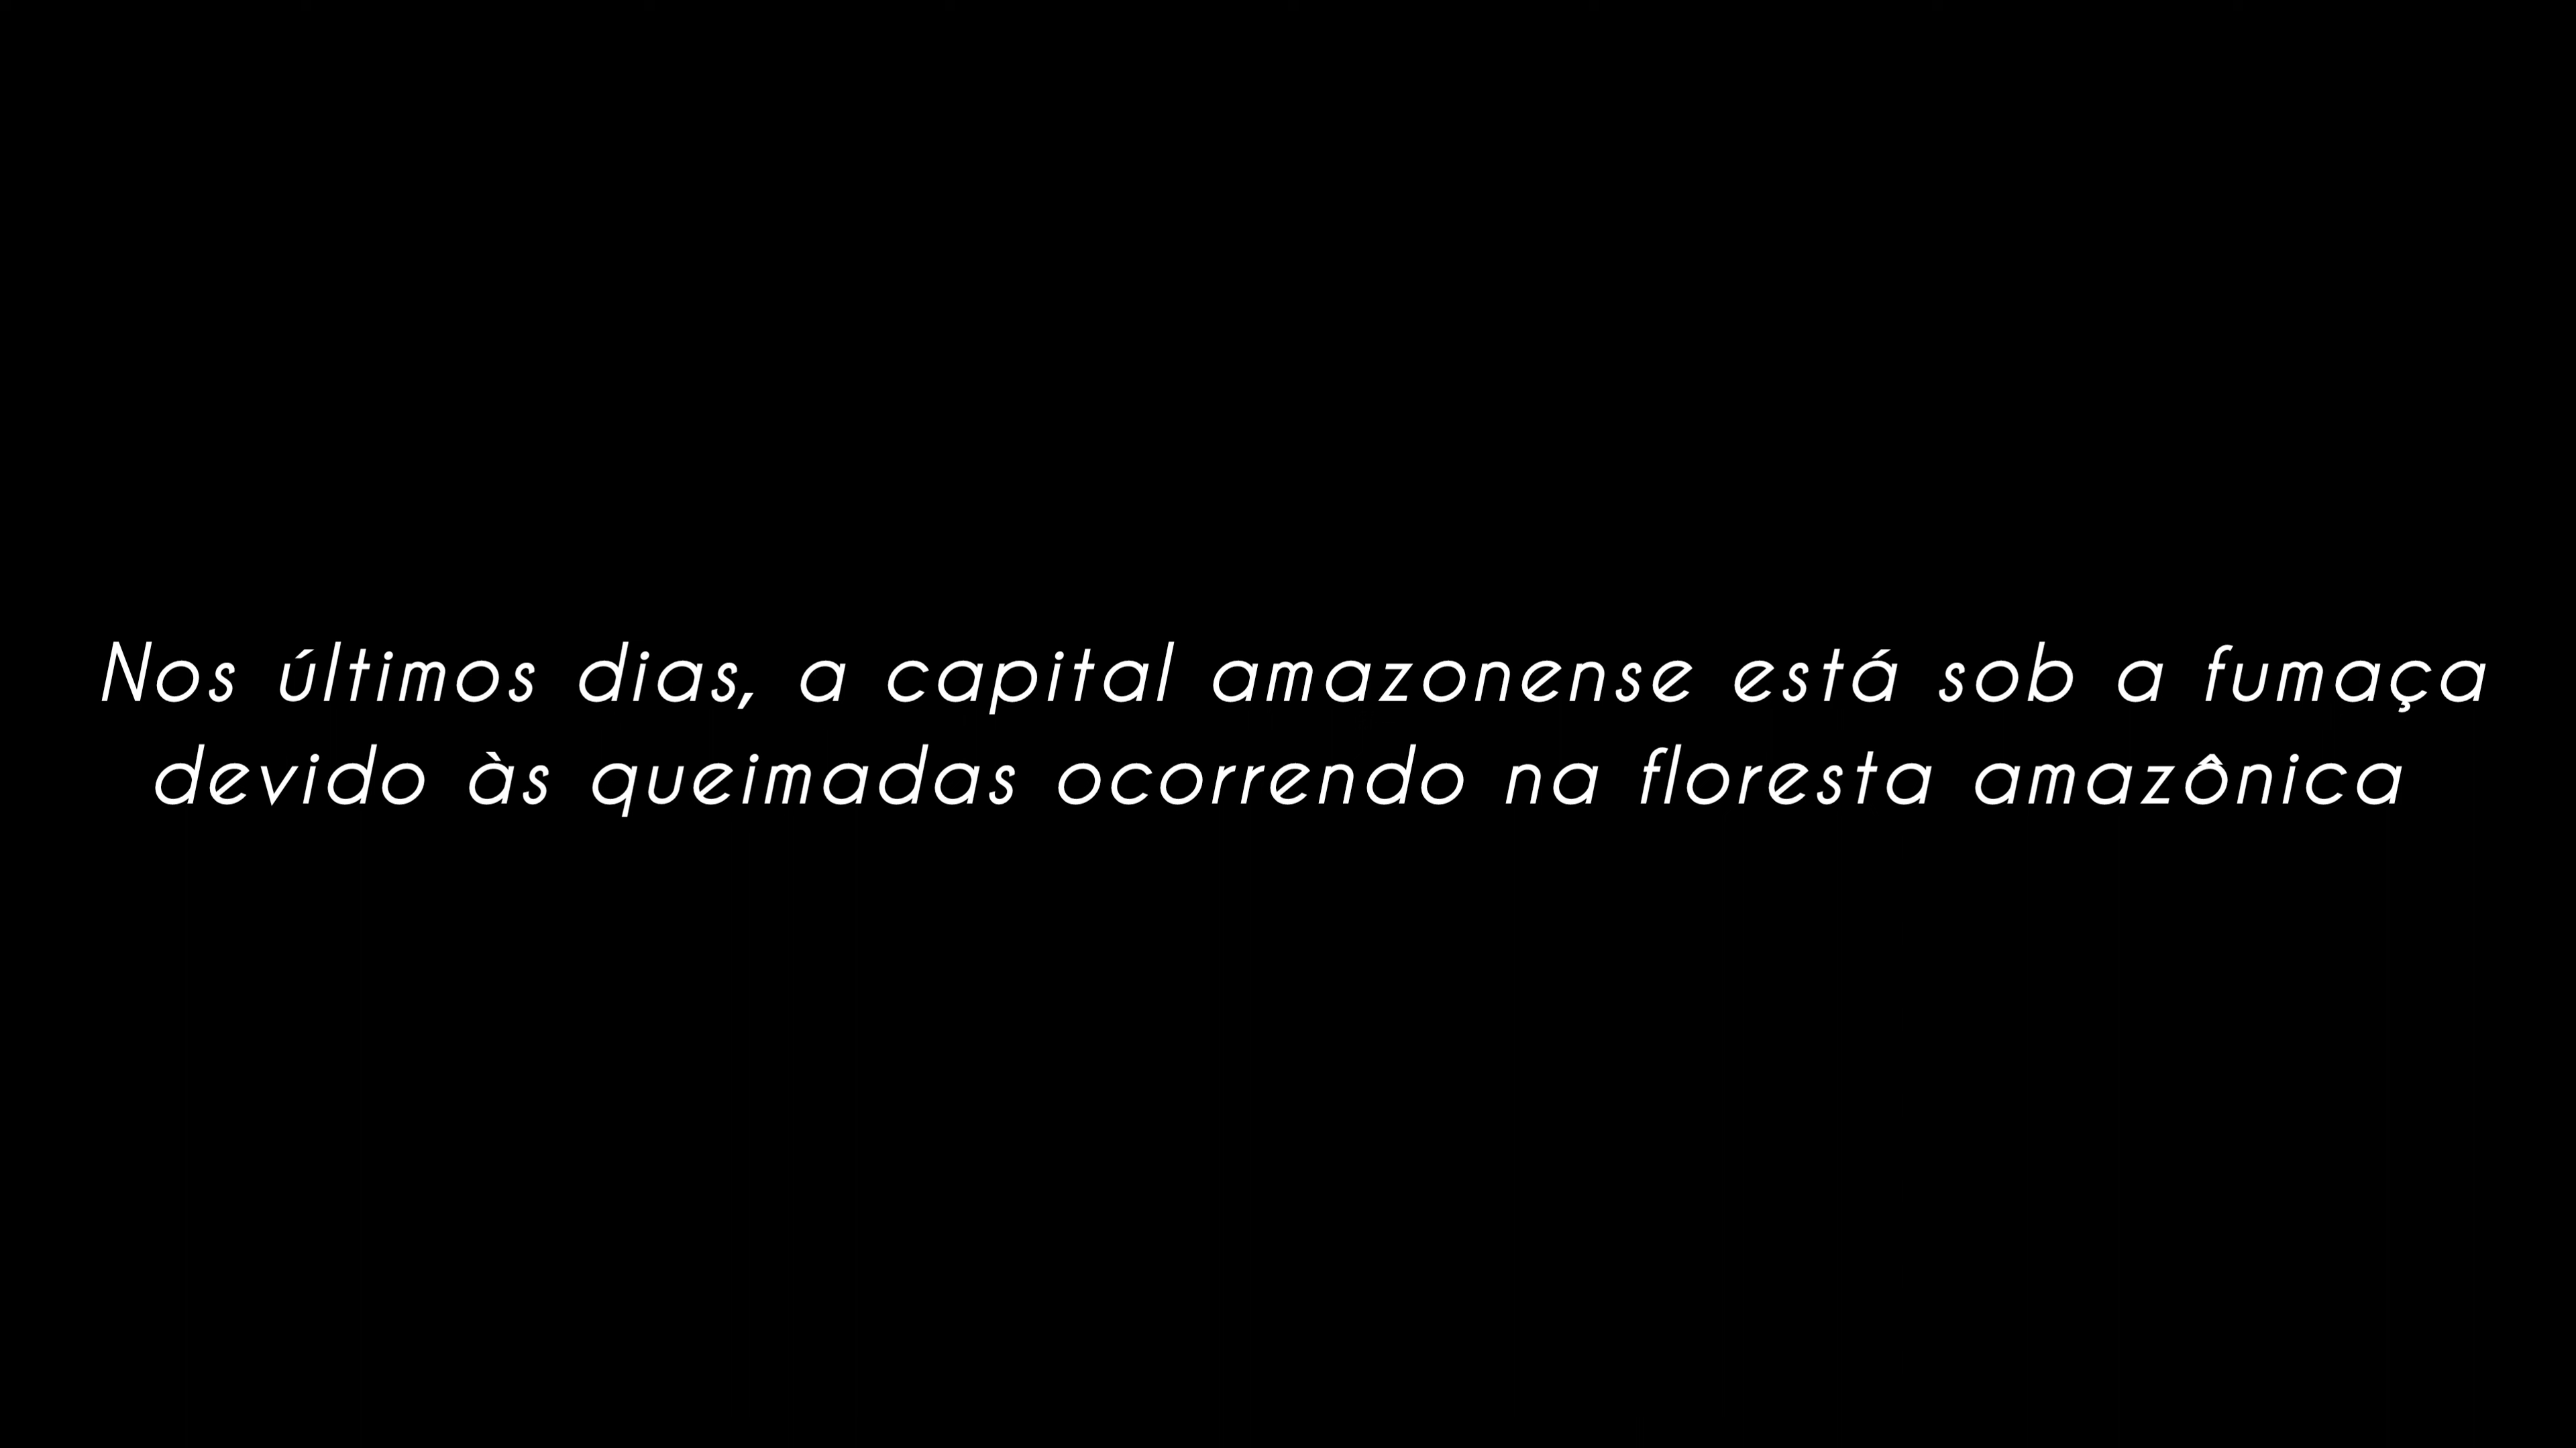 Nos últimos dias, a capital amazonense está sob a fumaça
devido às queimadas ocorrendo na floresta amazônica